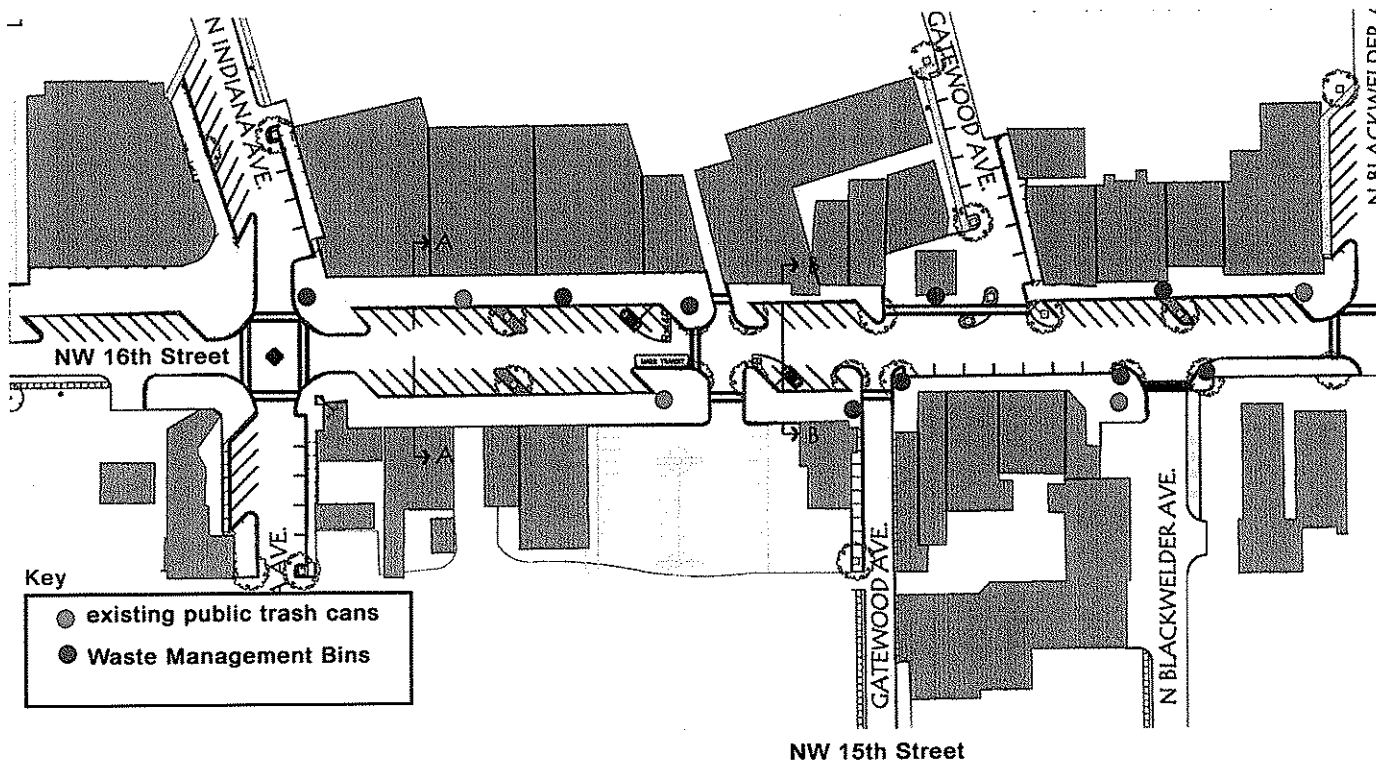 N INDIANA AVE.
GATEWOOD AVE.
N BLACKWELDER A
A
B
NW 16th Street
MASS TRANSIT
B
A
AVE.
GATEWOOD AVE.
N BLACKWELDER AVE.
Key
existing public trash cans
Waste Management Bins
NW 15th Street